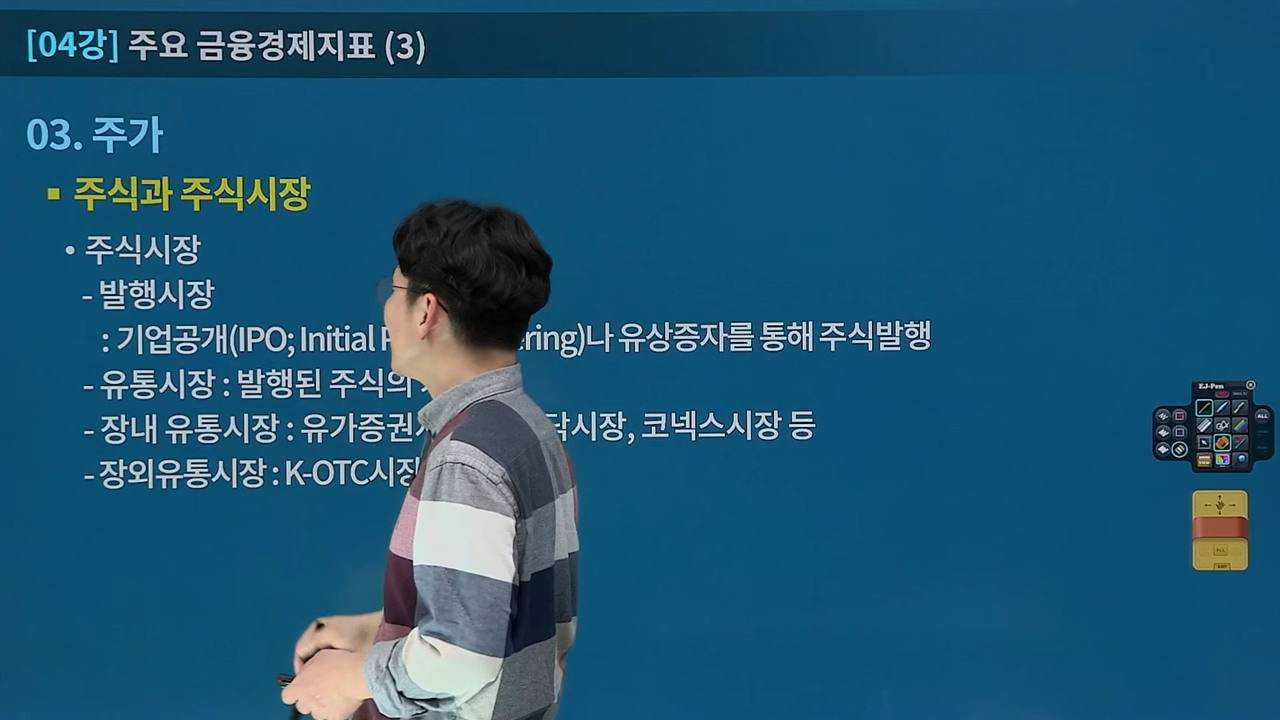 [04강] 주요 금융경제지표 (3)
03. 주가
▪ 주식과 주식시장
• 주식시장
- 발행시장
: 기업공개(IPO; Initial ering)나 유상증자를 통해 주식발행
- 유통시장 : 발행된 주식의
- 장내 유통시장 : 유가증권 시장, 코넥스시장 등
- 장외유통시장 : K-OTC시장
EJ-Pen
ALL